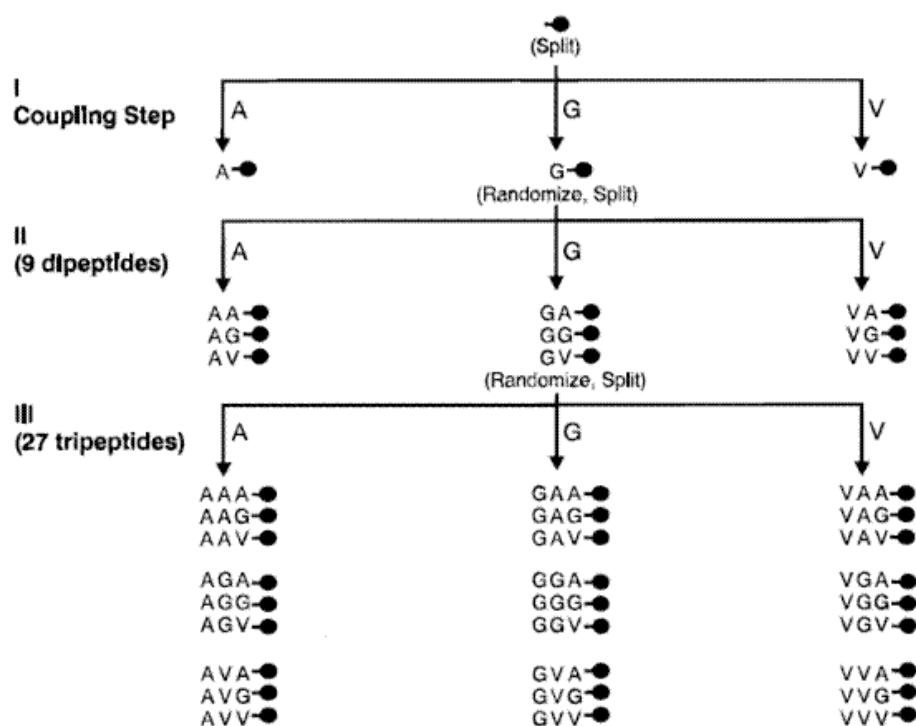 (Split)
I
Coupling Step
A G V
A G V
(Randomize, Split)
II
(9 dipeptides)
A G V
AA GA VA
AG GG VG
AV GV VV
(Randomize, Split)
III
(27 tripeptides)
A G V
AAA GAA VAA
AAG GAG VAG
AAV GAV VAV
AGA GGA VGA
AGG GGG VGG
AGV GGV VGV
AVA GVA VVA
AVG GVG VVG
AVV GVV VVV